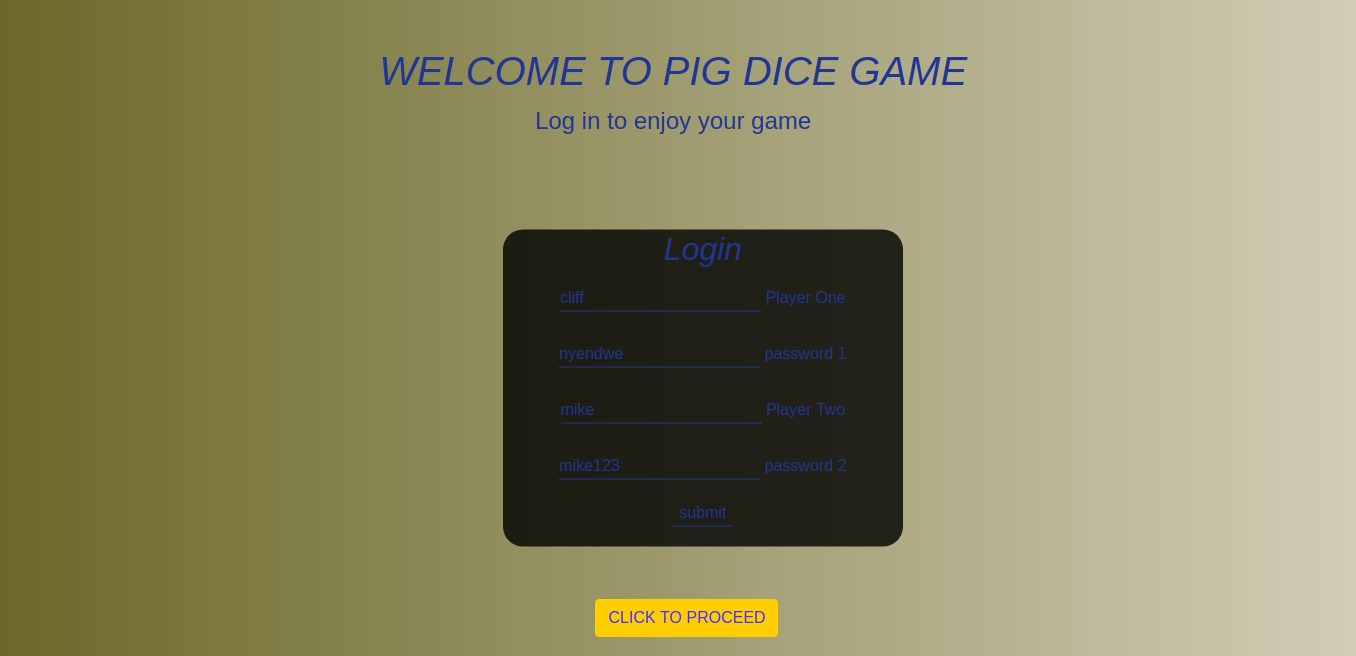 WELCOME TO PIG DICE GAME
Log in to enjoy your game
Login
cliff Player One
nyendwe password 1
mike Player Two
mike123 password 2
submit
CLICK TO PROCEED